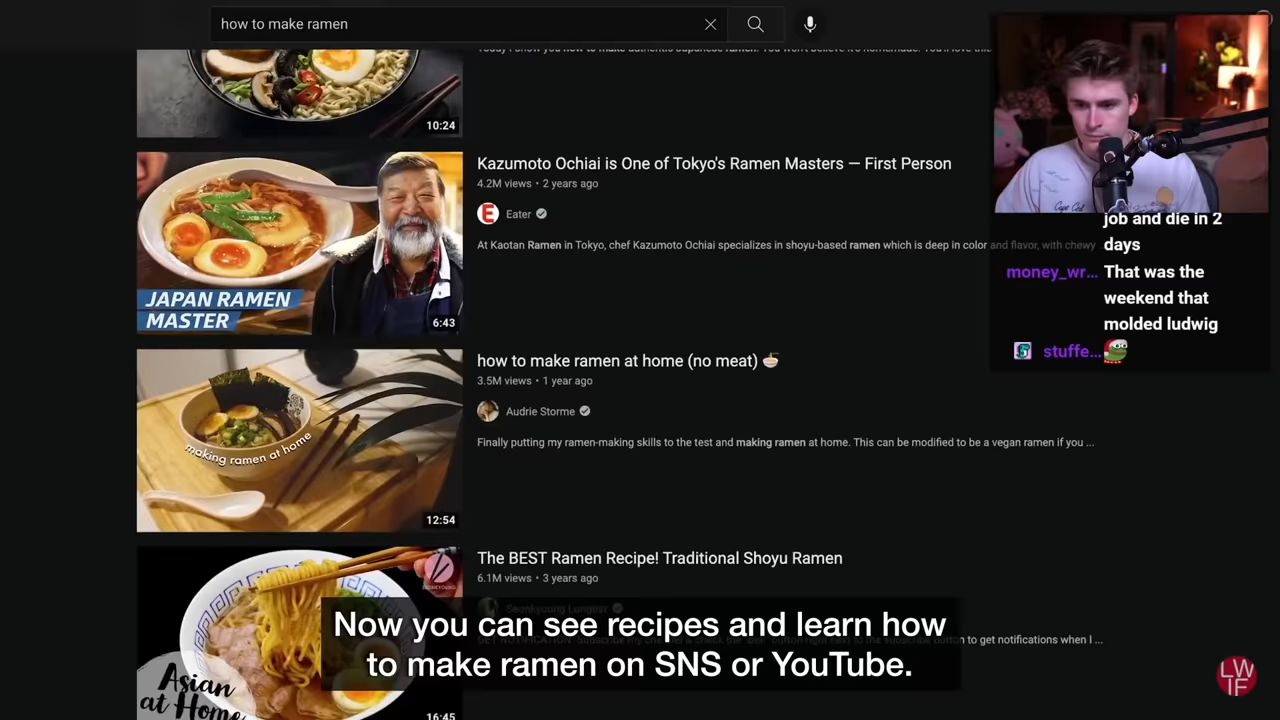 how to make ramen
10:24
Kazumoto Ochiai is One of Tokyo's Ramen Masters — First Person
4.2M views • 2 years ago
Eater
At Kaotan Ramen in Tokyo, chef Kazumoto Ochiai specializes in shoyu-based ramen which is deep in color and flavor, with chewy
JAPAN RAMEN
MASTER
6:43
job and die in 2
days
money_wr... That was the
weekend that
molded ludwig
stuffe...
how to make ramen at home (no meat)
3.5M views • 1 year ago
Audrie Storme
Finally putting my ramen-making skills to the test and making ramen at home. This can be modified to be a vegan ramen if you ...
making ramen at home
12:54
The BEST Ramen Recipe! Traditional Shoyu Ramen
6.1M views • 3 years ago
to get notifications when I ...
Asian
at Home
16:45
Now you can see recipes and learn how
to make ramen on SNS or YouTube.
LW
IF